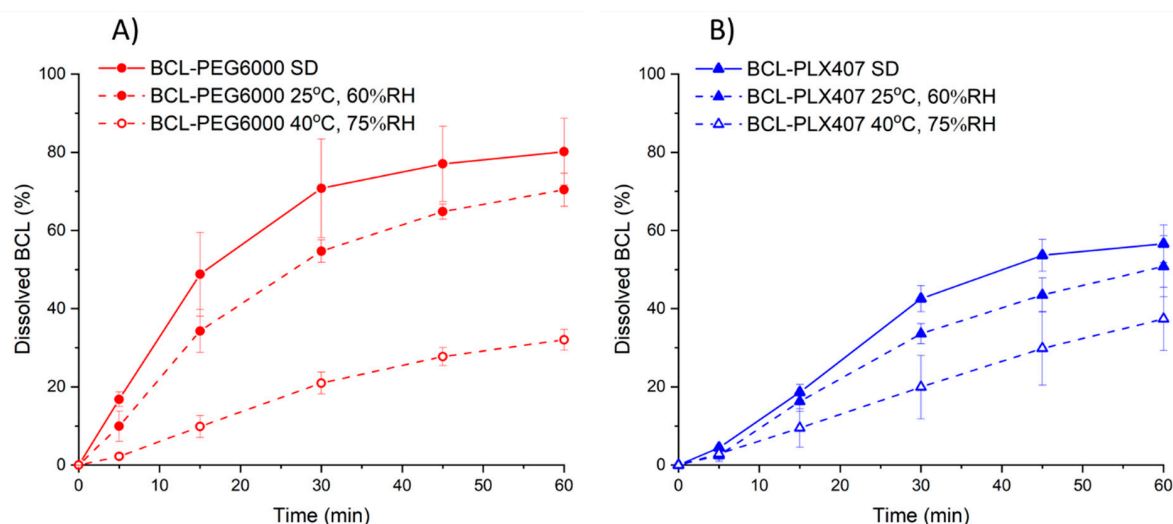 A)
BCL-PEG6000 SD
BCL-PEG6000 25°C, 60%RH
BCL-PEG6000 40°C, 75%RH
100
80
60
40
20
0
Dissolved BCL (%)
0 10 20 30 40 50 60
Time (min)
B)
BCL-PLX407 SD
BCL-PLX407 25°C, 60%RH
BCL-PLX407 40°C, 75%RH
100
80
60
40
20
0
Dissolved BCL (%)
0 10 20 30 40 50 60
Time (min)